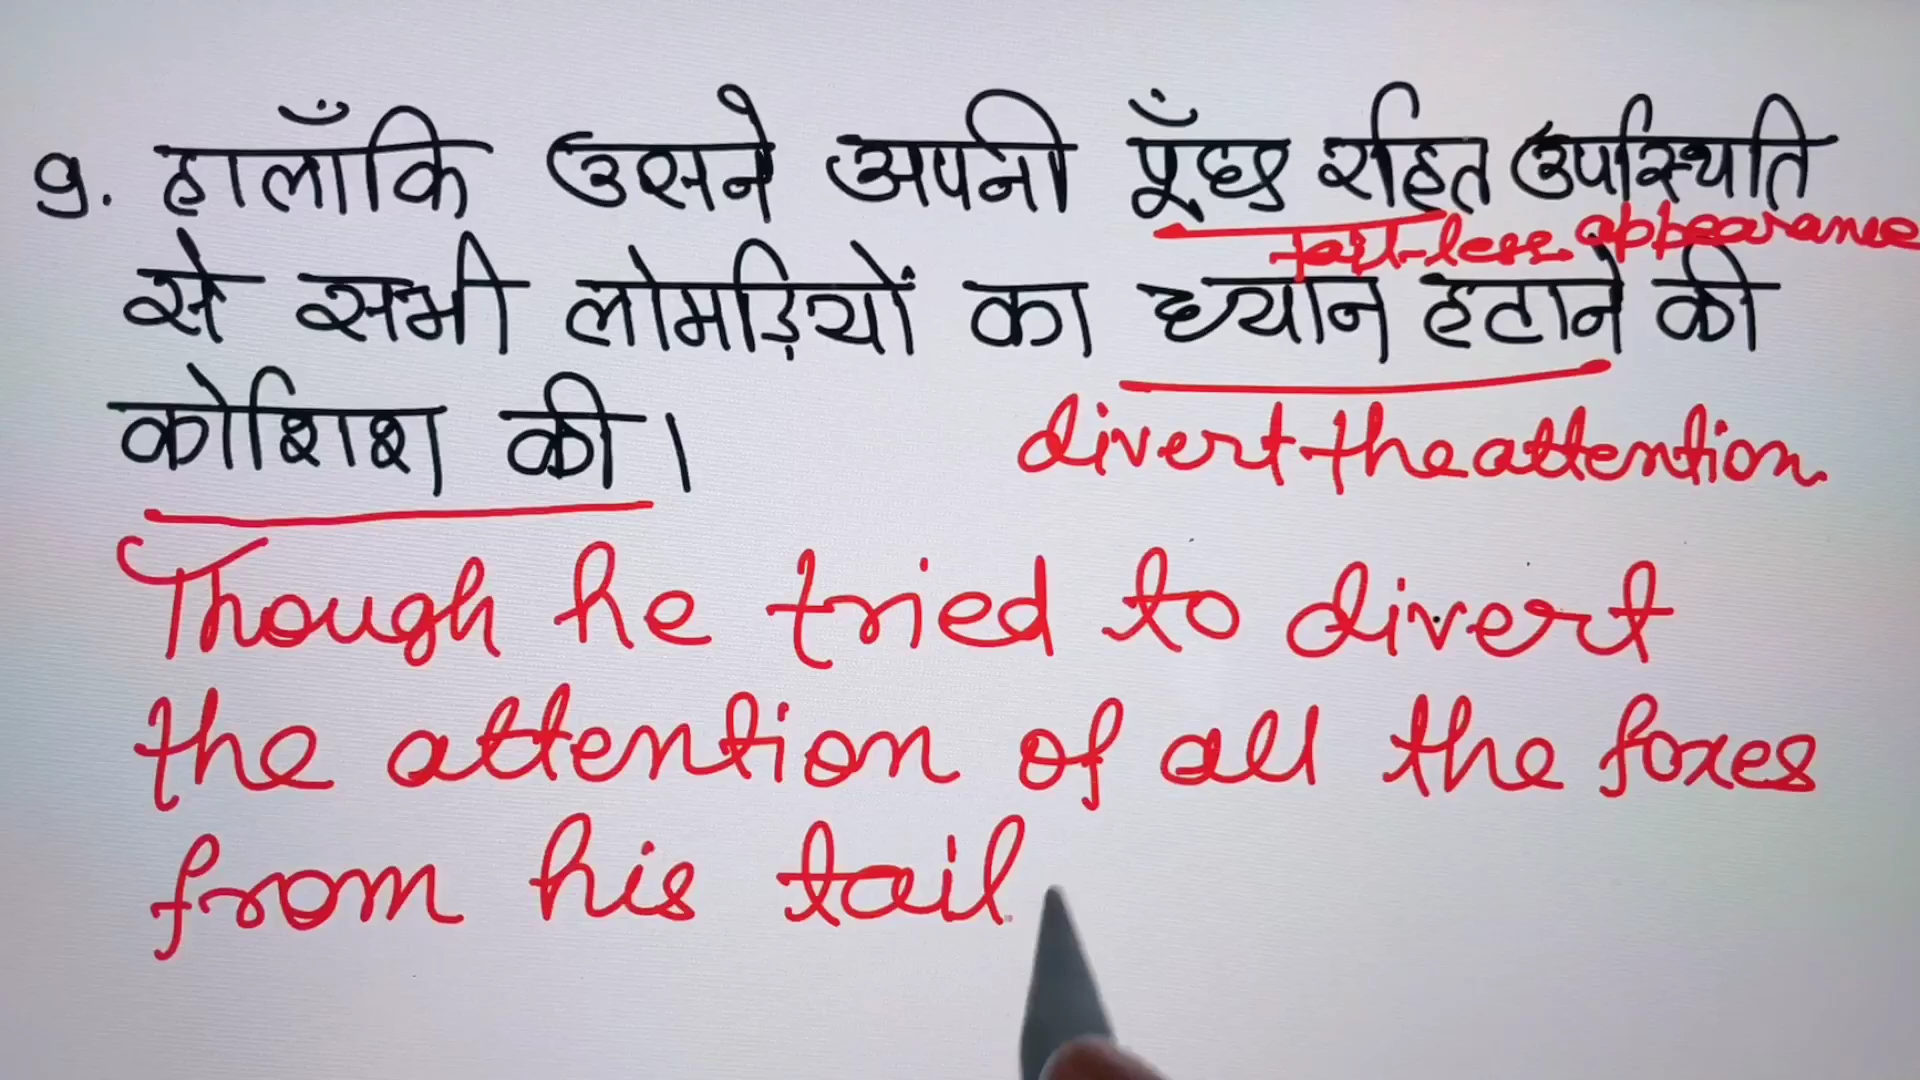 9. हालाँकि उसने अपनी पूँछ रहित उपस्थिति
tail-less appearance
से सभी लोमड़ियों का ध्यान हटाने की
कोशिश की।
divert the attention
Though he tried to divert
the attention of all the foxes
from his tail